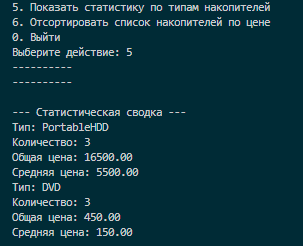 5. Показать статистику по типам накопителей
6. Отсортировать список накопителей по цене
0. Выйти
Выберите действие: 5
----------
----------
--- Статистическая сводка ---
Тип: PortableHDD
Количество: 3
Общая цена: 16500.00
Средняя цена: 5500.00
Тип: DVD
Количество: 3
Общая цена: 450.00
Средняя цена: 150.00